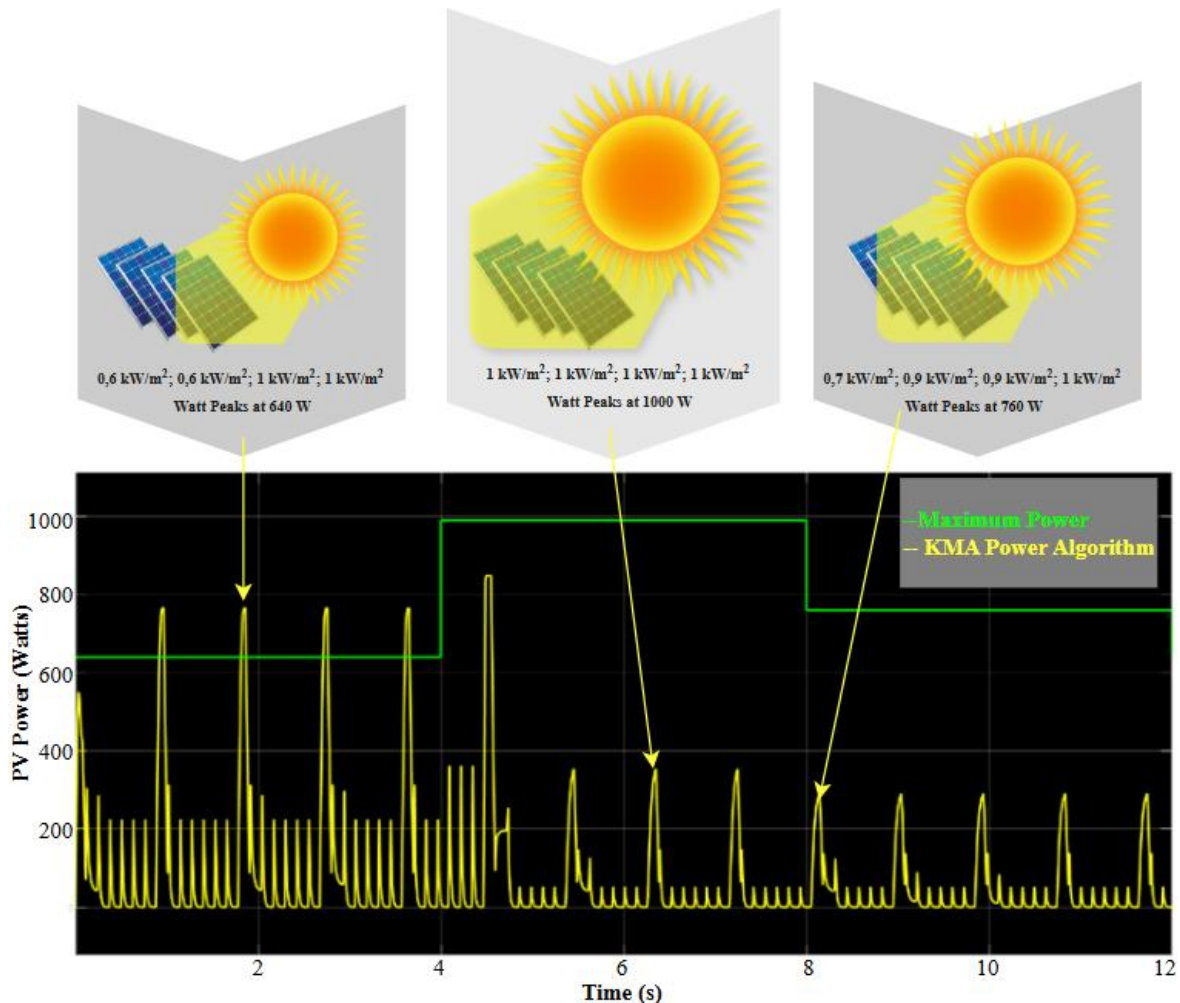 0,6 kW/m²; 0,6 kW/m²; 1 kW/m²; 1 kW/m²
Watt Peaks at 640 W
1 kW/m²; 1 kW/m²; 1 kW/m²; 1 kW/m²
Watt Peaks at 1000 W
0,7 kW/m²; 0,9 kW/m²; 0,9 kW/m²; 1 kW/m²
Watt Peaks at 760 W
--Maximum Power
-- KMA Power Algorithm
PV Power (Watts)
1000
800
600
400
200
2
4
6
8
10
12
Time (s)